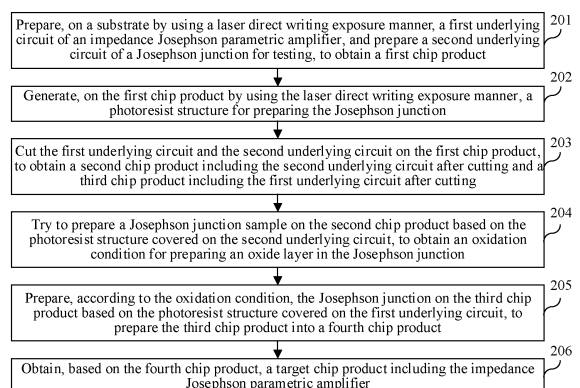 201
Prepare, on a substrate by using a laser direct writing exposure manner, a first underlying
circuit of an impedance Josephson parametric amplifier, and prepare a second underlying
circuit of a Josephson junction for testing, to obtain a first chip product
202
Generate, on the first chip product by using the laser direct writing exposure manner, a
photoresist structure for preparing the Josephson junction
203
Cut the first underlying circuit and the second underlying circuit on the first chip product,
to obtain a second chip product including the second underlying circuit after cutting and a
third chip product including the first underlying circuit after cutting
204
Try to prepare a Josephson junction sample on the second chip product based on the
photoresist structure covered on the second underlying circuit, to obtain an oxidation
condition for preparing an oxide layer in the Josephson junction
205
Prepare, according to the oxidation condition, the Josephson junction on the third chip
product based on the photoresist structure covered on the first underlying circuit, to
prepare the third chip product into a fourth chip product
206
Obtain, based on the fourth chip product, a target chip product including the impedance
Josephson parametric amplifier